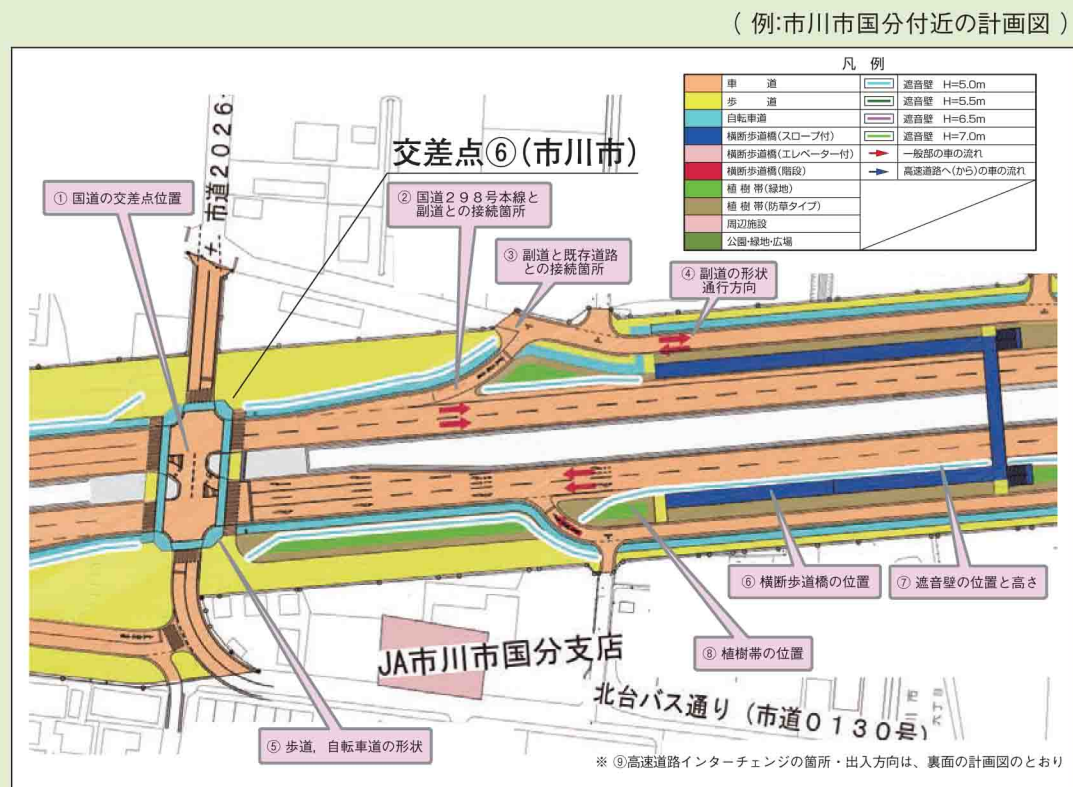 （ 例:市川市国分付近の計画図 ）
凡 例
車 道
歩 道
自転車道
横断歩道橋(スロープ付)
横断歩道橋(エレベーター付)
横断歩道橋(階段)
植 樹 帯(緑地)
植 樹 帯(防草タイプ)
周辺施設
公園・緑地・広場
遮音壁 H=5.0m
遮音壁 H=5.5m
遮音壁 H=6.5m
遮音壁 H=7.0m
一般部の車の流れ
高速道路へ(から)の車の流れ
市道2026
交差点⑥(市川市)
① 国道の交差点位置
② 国道298号本線と
副道との接続箇所
③ 副道と既存道路
との接続箇所
④ 副道の形状
通行方向
⑥ 横断歩道橋の位置
⑦ 遮音壁の位置と高さ
⑧ 植樹帯の位置
JA市川市国分支店
北台バス通り（市道0130号）
⑤ 歩道，自転車道の形状
※ ⑨高速道路インターチェンジの箇所・出入方向は、裏面の計画図のとおり